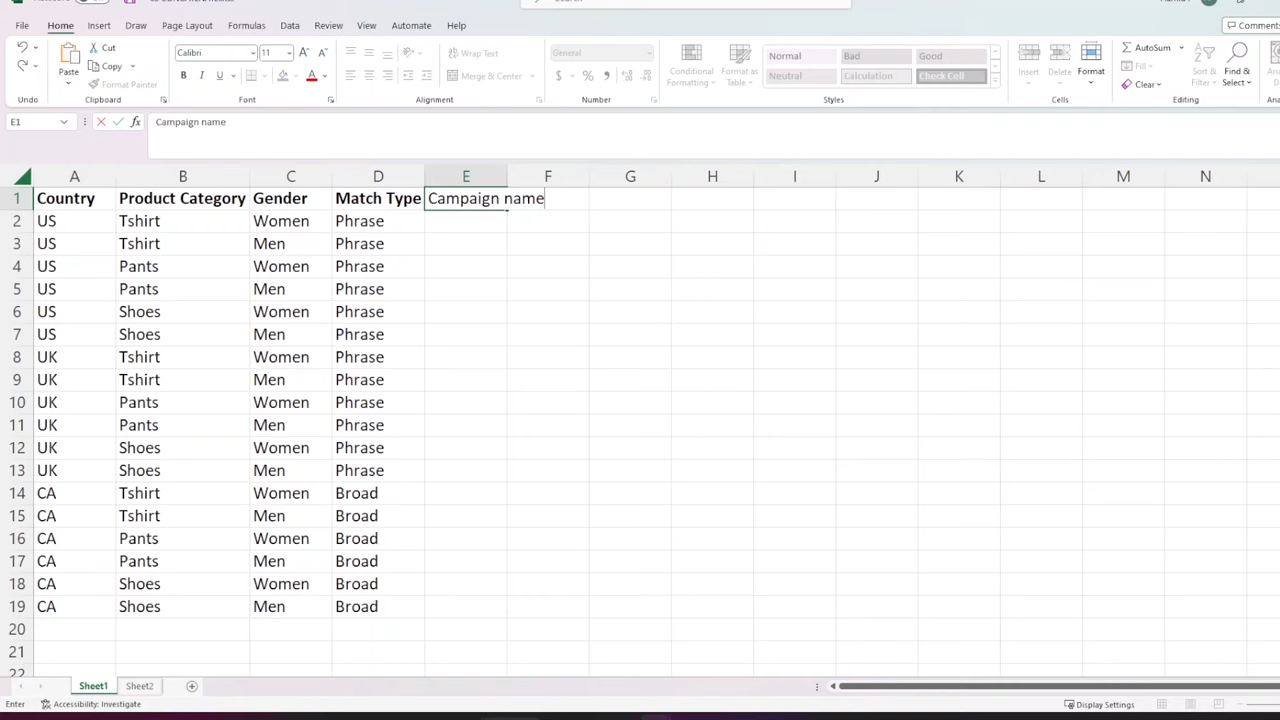 File Home Insert Draw Page Layout Formulas Data Review View Automate Help Comments
Cut
Copy
Format Painter
Paste
Calibri 11
B I U
Wrap Text
Merge & Center
General
$ % ,
Conditional Formatting
Format as Table
Normal Bad Good
Neutral Calculation Check Cell
Insert Delete Format
AutoSum
Fill
Clear
Sort & Filter
Find & Select
Undo Clipboard Font Alignment Number Styles Cells Editing
E1 fx Campaign name
A B C D E F G H I J K L M N
1 Country Product Category Gender Match Type Campaign name
2 US Tshirt Women Phrase
3 US Tshirt Men Phrase
4 US Pants Women Phrase
5 US Pants Men Phrase
6 US Shoes Women Phrase
7 US Shoes Men Phrase
8 UK Tshirt Women Phrase
9 UK Tshirt Men Phrase
10 UK Pants Women Phrase
11 UK Pants Men Phrase
12 UK Shoes Women Phrase
13 UK Shoes Men Phrase
14 CA Tshirt Women Broad
15 CA Tshirt Men Broad
16 CA Pants Women Broad
17 CA Pants Men Broad
18 CA Shoes Women Broad
19 CA Shoes Men Broad
20
21
22
Sheet1 Sheet2
Enter Accessibility: Investigate Display Settings